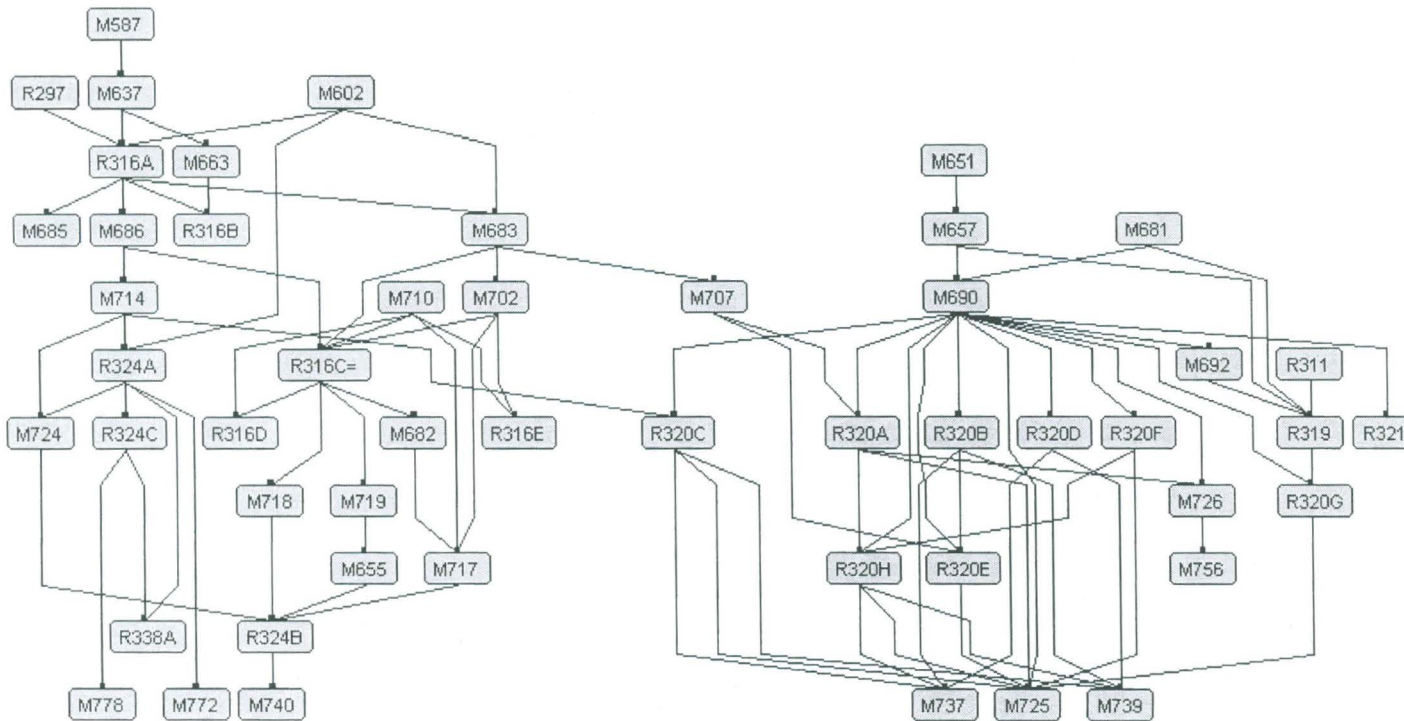 M587
R297 M637 M602
R316A M663 M651
M685 M686 R316B M683 M657 M681
M714 M710 M702 M707 M690
R324A R316C= M692 R311
M724 R324C R316D M682 R316E R320C R320A R320B R320D R320F R319 R321
M718 M719 M726 R320G
M655 M717 R320H R320E M756
R338A R324B
M778 M772 M740 M737 M725 M739